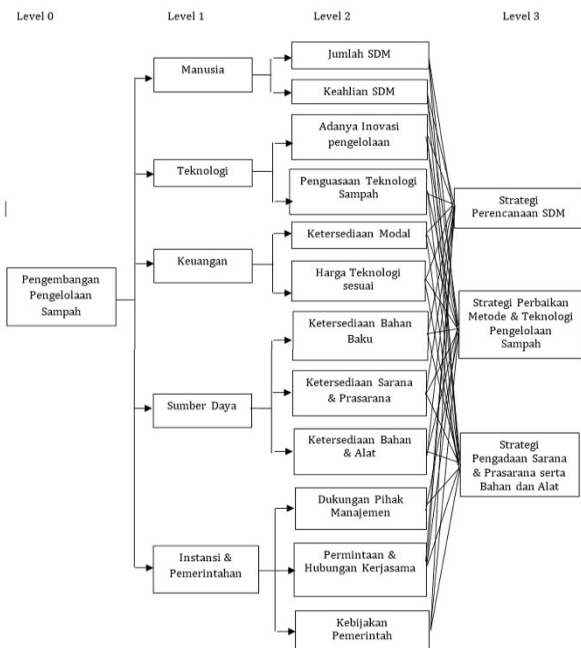 Level 0
Level 1
Level 2
Level 3
Pengembangan
Pengelolaan
Sampah
Manusia
Teknologi
Keuangan
Sumber Daya
Instansi &
Pemerintahan
Jumlah SDM
Keahlian SDM
Adanya Inovasi
pengelolaan
Penguasaan Teknologi
Sampah
Ketersediaan Modal
Harga Teknologi
sesuai
Ketersediaan Bahan
Baku
Ketersediaan Sarana
& Prasarana
Ketersediaan Bahan
& Alat
Dukungan Pihak
Manajemen
Permintaan &
Hubungan Kerjasama
Kebijakan
Pemerintah
Strategi
Perencanaan SDM
Strategi Perbaikan
Metode & Teknologi
Pengelolaan
Sampah
Strategi
Pengadaan Sarana
& Prasarana serta
Bahan dan Alat